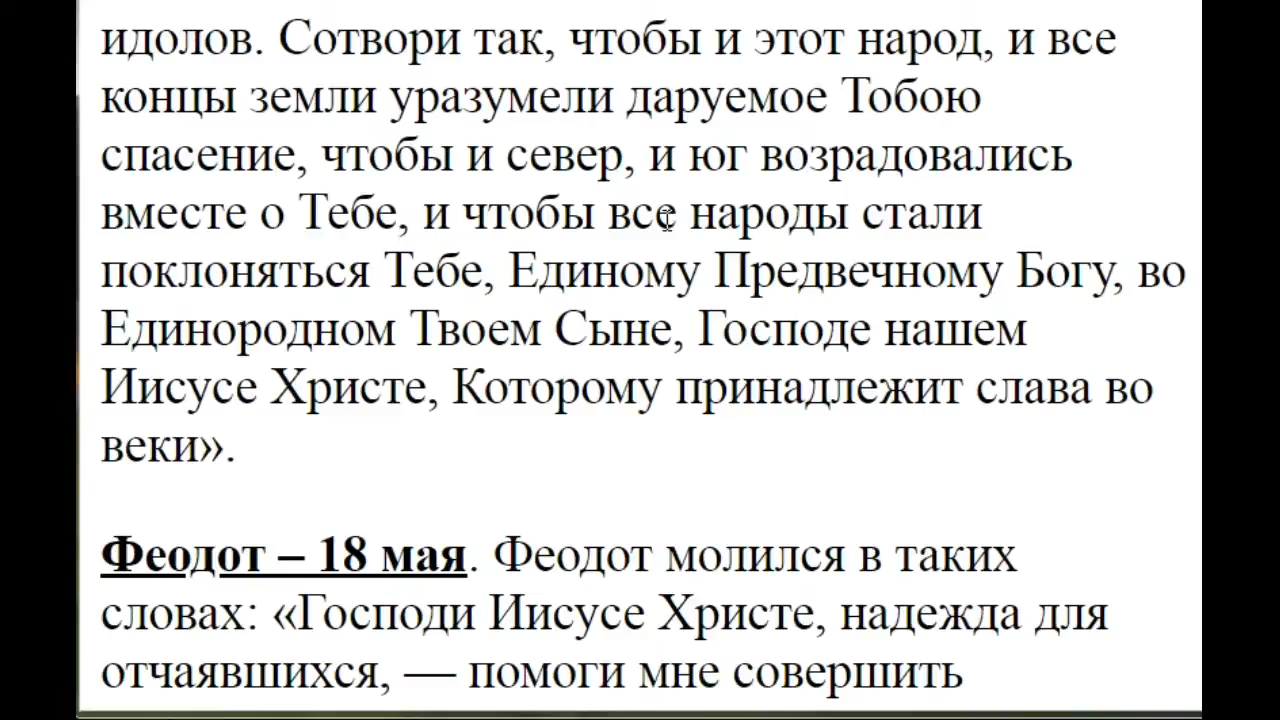 идолов. Сотвори так, чтобы и этот народ, и все
концы земли уразумели даруемое Тобою
спасение, чтобы и север, и юг возрадовались
вместе о Тебе, и чтобы все народы стали
поклоняться Тебе, Единому Предвечному Богу, во
Единородном Твоем Сыне, Господе нашем
Иисусе Христе, Которому принадлежит слава во
веки».
Феодот – 18 мая. Феодот молился в таких
словах: «Господи Иисусе Христе, надежда для
отчаявшихся, — помоги мне совершить